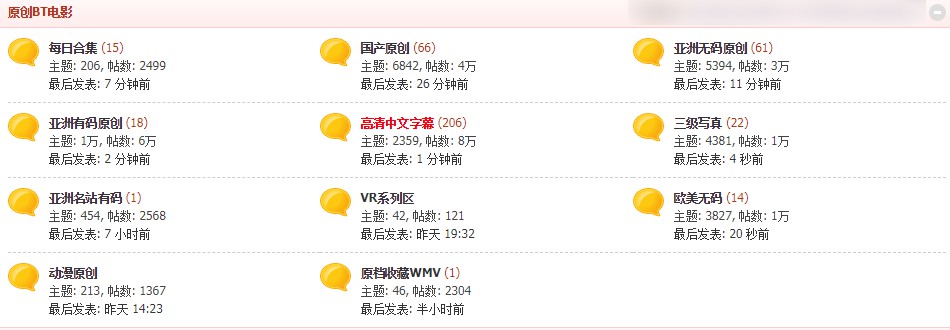 原创BT电影
每日合集 (15)
主题: 206, 帖数: 2499
最后发表: 7 分钟前
国产原创 (66)
主题: 6842, 帖数: 4万
最后发表: 26 分钟前
亚洲无码原创 (61)
主题: 5394, 帖数: 3万
最后发表: 11 分钟前
亚洲有码原创 (18)
主题: 1万, 帖数: 6万
最后发表: 2 分钟前
高清中文字幕 (206)
主题: 2359, 帖数: 8万
最后发表: 1 分钟前
三级写真 (22)
主题: 4381, 帖数: 1万
最后发表: 4 秒前
亚洲名站有码 (1)
主题: 454, 帖数: 2568
最后发表: 7 小时前
VR系列区
主题: 42, 帖数: 121
最后发表: 昨天 19:32
欧美无码 (14)
主题: 3827, 帖数: 1万
最后发表: 20 秒前
动漫原创
主题: 213, 帖数: 1367
最后发表: 昨天 14:23
原档收藏WMV (1)
主题: 46, 帖数: 2304
最后发表: 半小时前